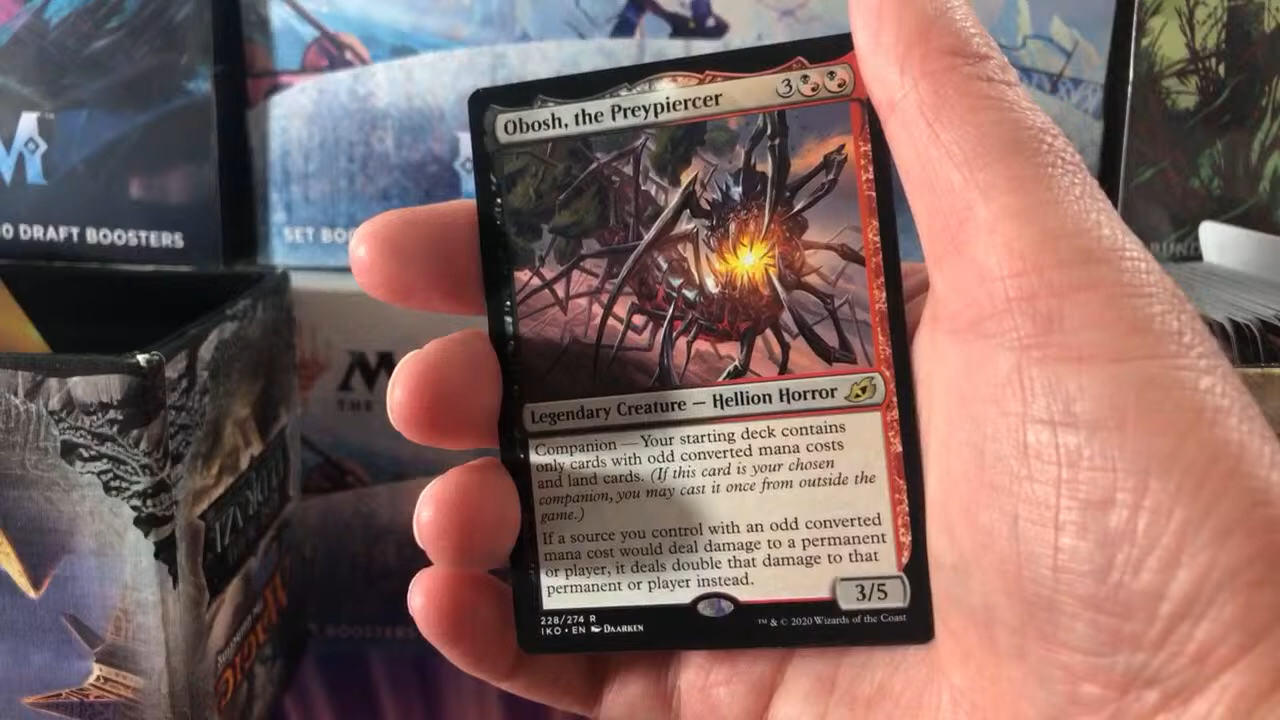 Obosh, the Preypiercer
3
Legendary Creature — Hellion Horror
Companion — Your starting deck contains
only cards with odd converted mana costs
and land cards. (If this card is your chosen
companion, you may cast it once from outside the
game.)
If a source you control with an odd converted
mana cost would deal damage to a permanent
or player, it deals double that damage to that
permanent or player instead.
3/5
228/274 R
IKO • EN DAARKEN
™ & © 2020 Wizards of the Coast
M
0 DRAFT BOOSTERS
SET BO
M
THE
BOOSTERS
MAGIC